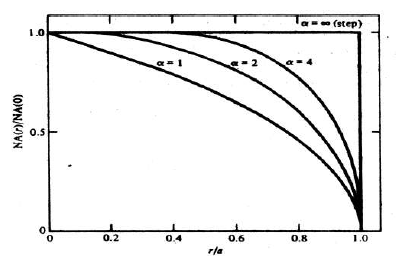 α = ∞ (step)
1.0
α = 1
α = 2
α = 4
NA(r)/NA(0)
0.5
0
0
0.2
0.4
0.6
0.8
1.0
r/a